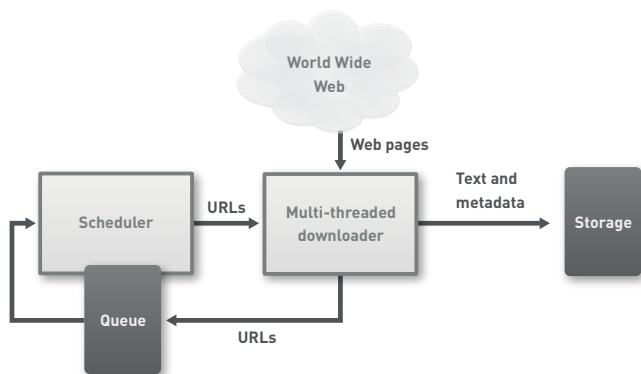 World Wide
Web
Web pages
Text and
metadata
Scheduler
URLs
Multi-threaded
downloader
Storage
Queue
URLs